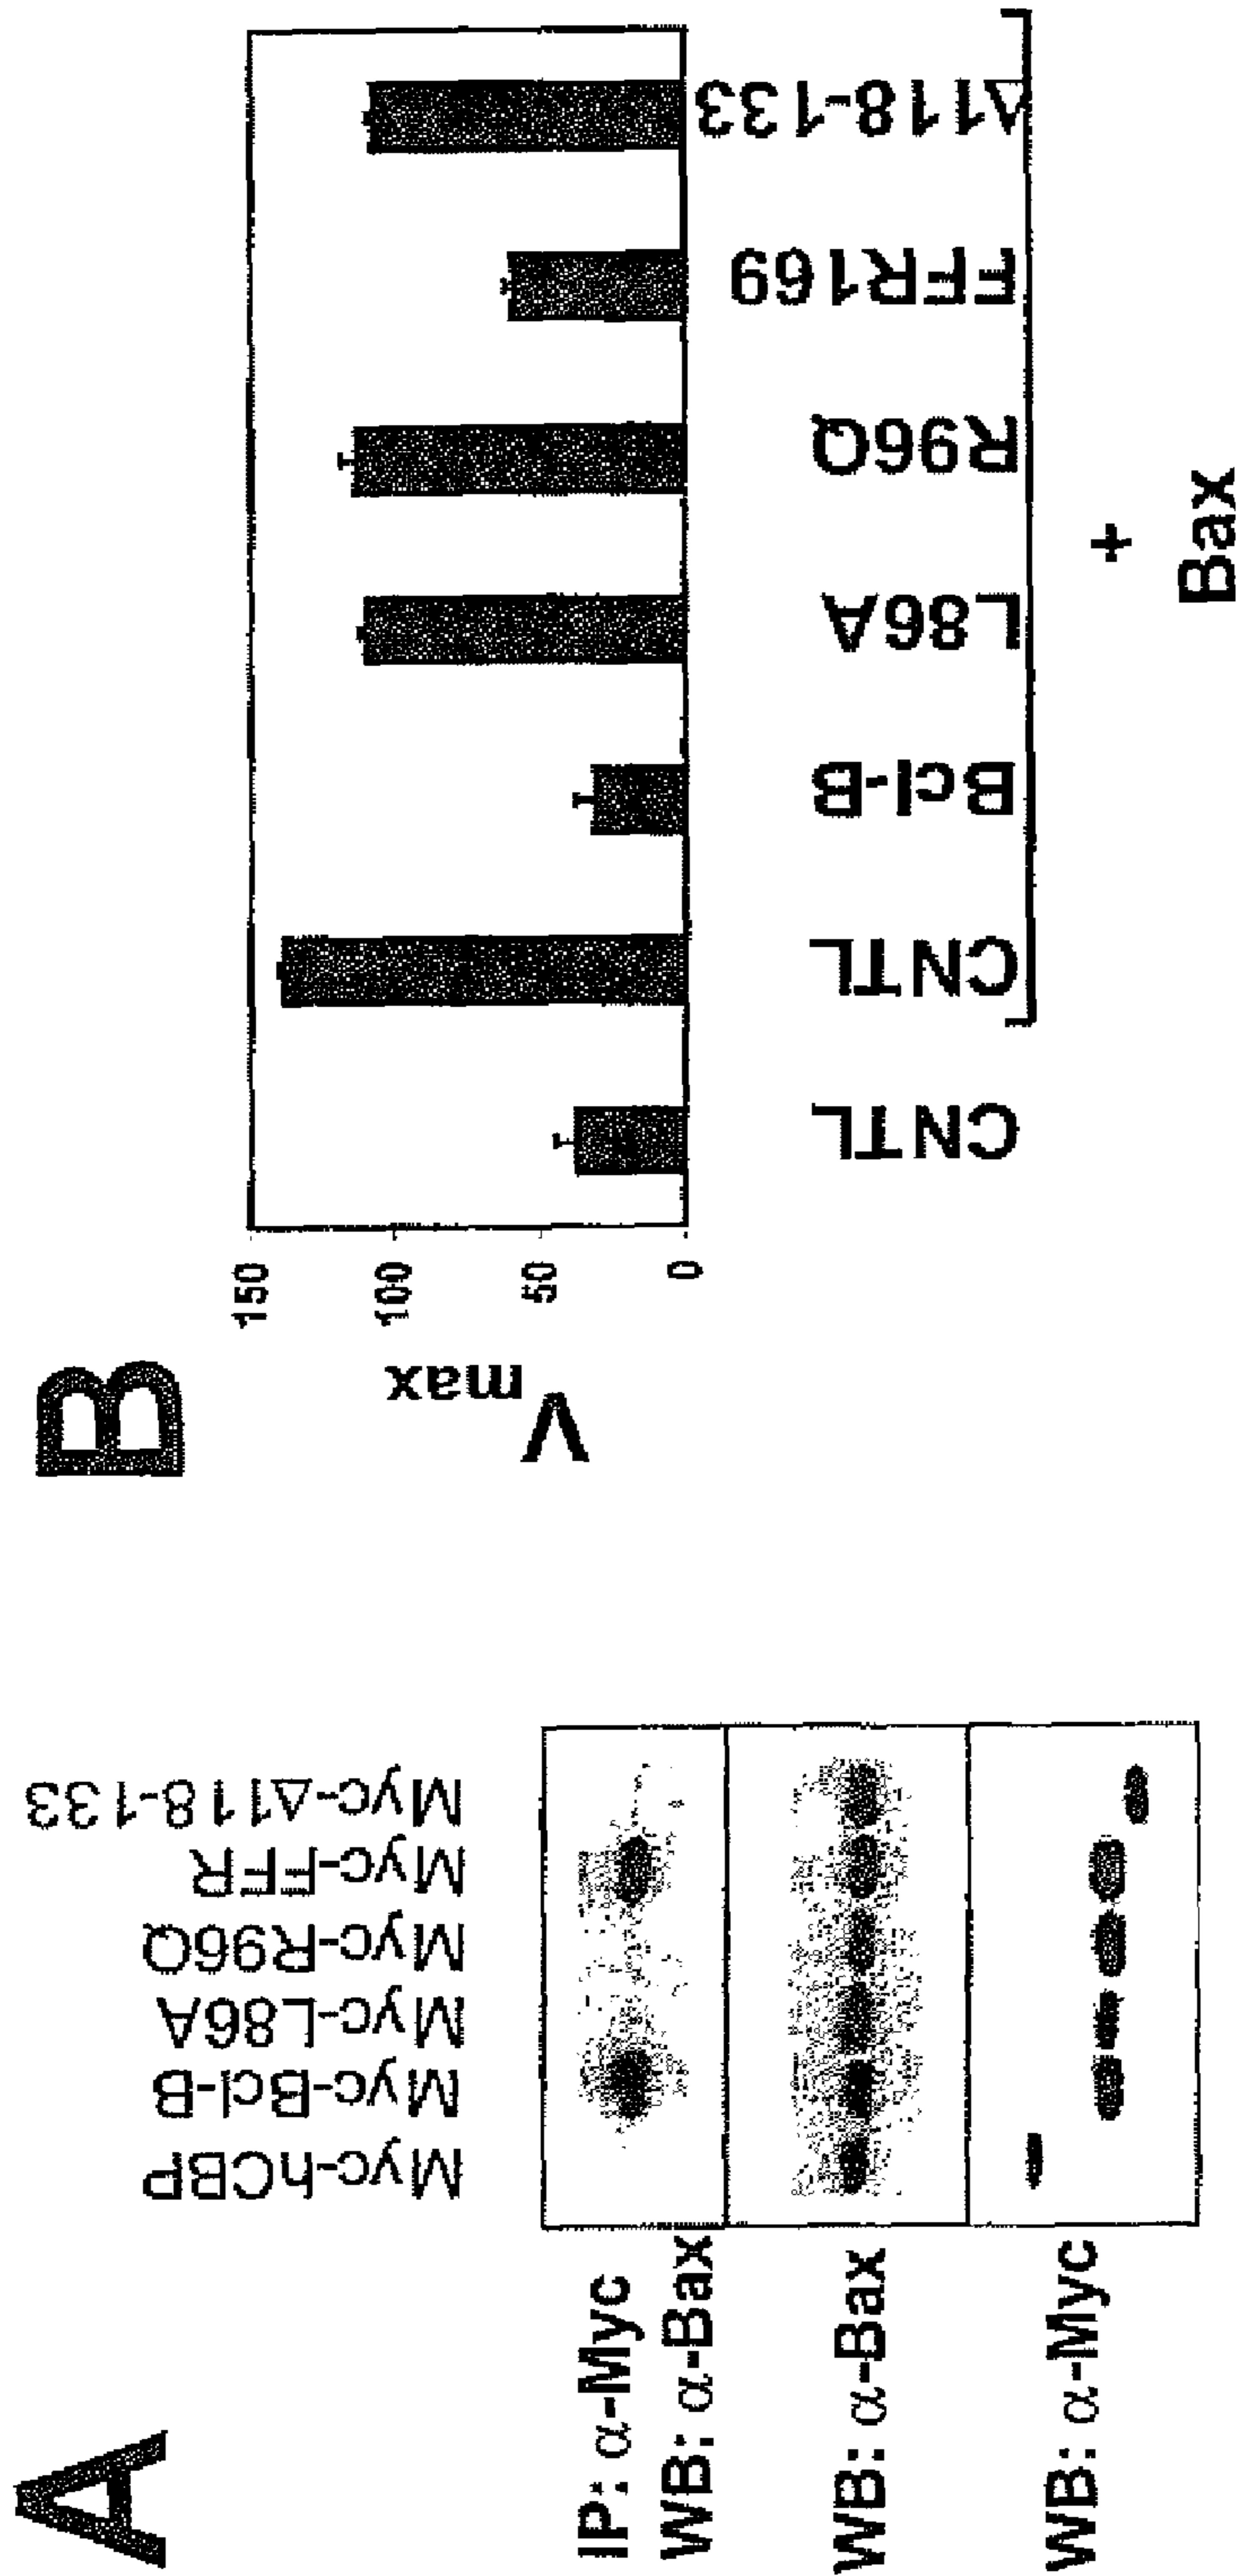 A
Myc-hCBP
Myc-Bcl-B
Myc-L86A
Myc-R96Q
Myc-FFR
Myc-Δ118-133
IP: α-Myc
WB: α-Bax
WB: α-Bax
WB: α-Myc
B
Vmax
150
100
50
0
CNTL
CNTL
Bcl-B
L86A
R96Q
FFR169
Δ118-133
+
Bax